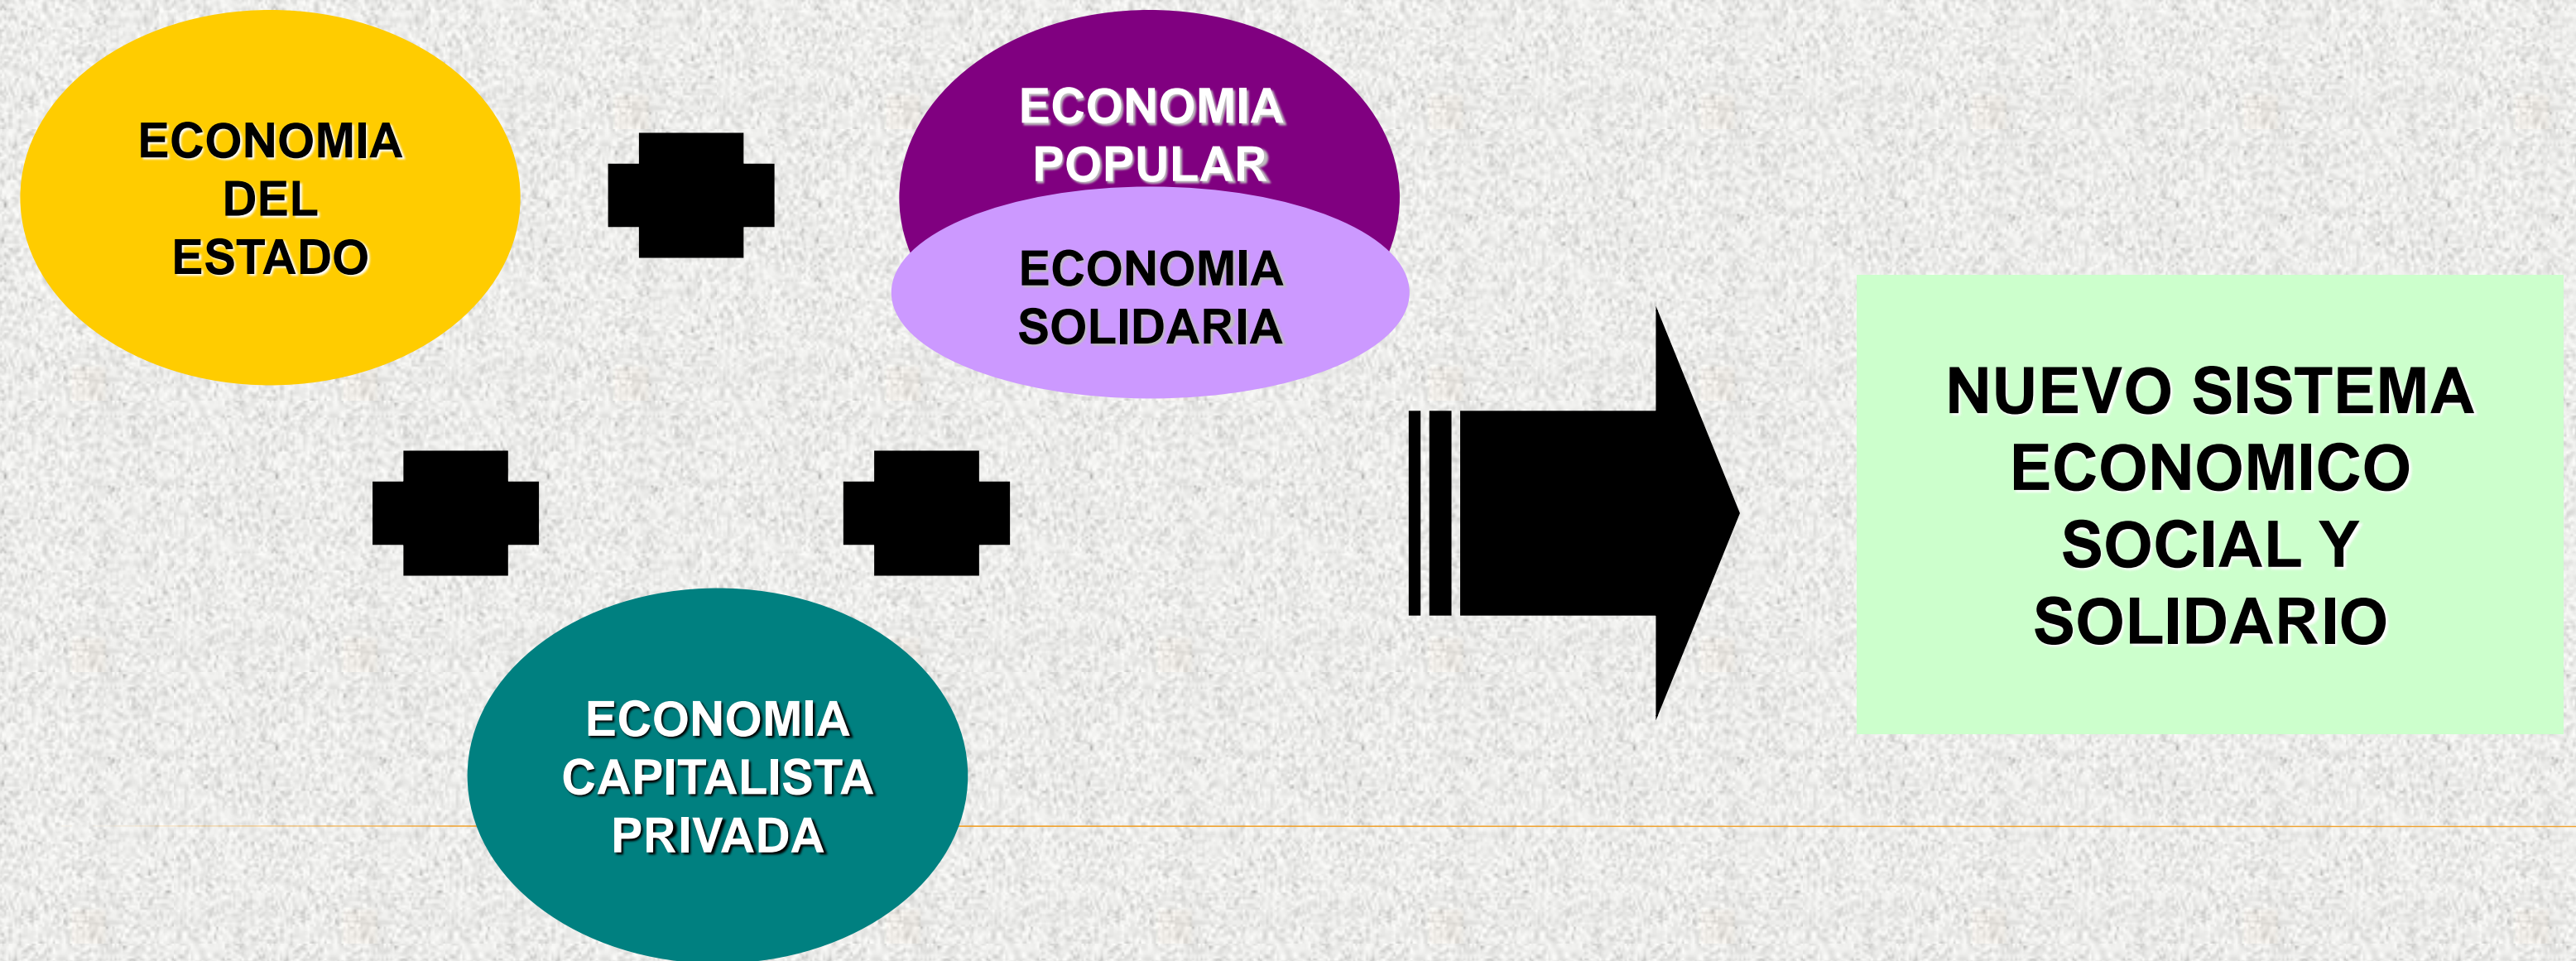 ECONOMIA
DEL
ESTADO
ECONOMIA
POPULAR
ECONOMIA
SOLIDARIA
ECONOMIA
CAPITALISTA
PRIVADA
NUEVO SISTEMA
ECONOMICO
SOCIAL Y
SOLIDARIO